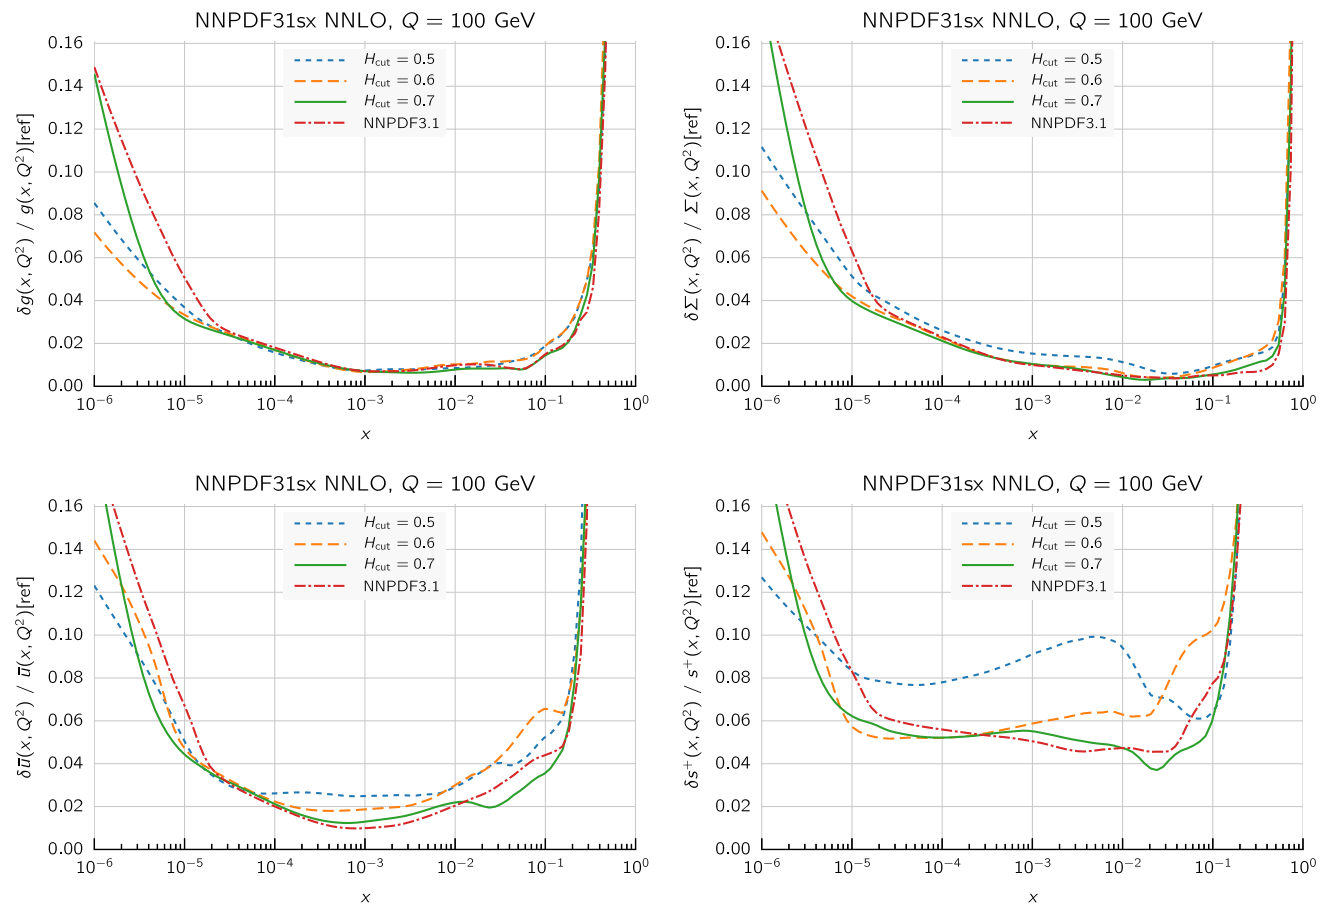 NNPDF31sx NNLO, Q = 100 GeV
δg(x, Q²) / g(x, Q²)[ref]
0.16
0.14
0.12
0.10
0.08
0.06
0.04
0.02
0.00
H_cut = 0.5
H_cut = 0.6
H_cut = 0.7
NNPDF3.1
10⁻⁶ 10⁻⁵ 10⁻⁴ 10⁻³ 10⁻² 10⁻¹ 10⁰
x
NNPDF31sx NNLO, Q = 100 GeV
δΣ(x, Q²) / Σ(x, Q²)[ref]
0.16
0.14
0.12
0.10
0.08
0.06
0.04
0.02
0.00
H_cut = 0.5
H_cut = 0.6
H_cut = 0.7
NNPDF3.1
10⁻⁶ 10⁻⁵ 10⁻⁴ 10⁻³ 10⁻² 10⁻¹ 10⁰
x
NNPDF31sx NNLO, Q = 100 GeV
δū(x, Q²) / ū(x, Q²)[ref]
0.16
0.14
0.12
0.10
0.08
0.06
0.04
0.02
0.00
H_cut = 0.5
H_cut = 0.6
H_cut = 0.7
NNPDF3.1
10⁻⁶ 10⁻⁵ 10⁻⁴ 10⁻³ 10⁻² 10⁻¹ 10⁰
x
NNPDF31sx NNLO, Q = 100 GeV
δs⁺(x, Q²) / s⁺(x, Q²)[ref]
0.16
0.14
0.12
0.10
0.08
0.06
0.04
0.02
0.00
H_cut = 0.5
H_cut = 0.6
H_cut = 0.7
NNPDF3.1
10⁻⁶ 10⁻⁵ 10⁻⁴ 10⁻³ 10⁻² 10⁻¹ 10⁰
x